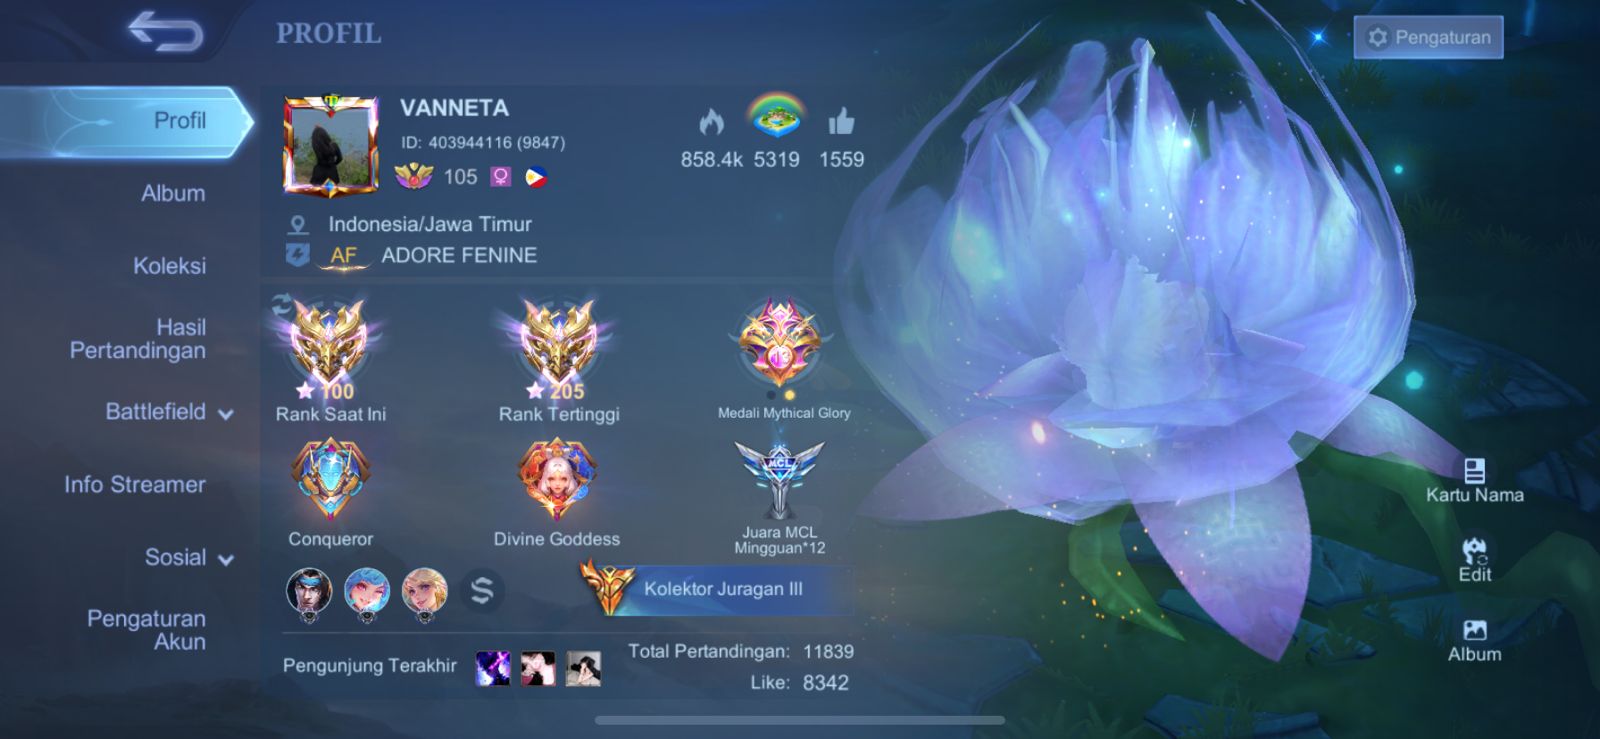 PROFIL
Pengaturan
Profil
Album
Koleksi
Hasil
Pertandingan
Battlefield
Info Streamer
Sosial
Pengaturan
Akun
VANNETA
ID: 403944116 (9847)
105
858.4k 5319 1559
Indonesia/Jawa Timur
AF ADORE FENINE
100
Rank Saat Ini
205
Rank Tertinggi
13
Medali Mythical Glory
Conqueror
Divine Goddess
MCL
Juara MCL
Mingguan*12
Kolektor Juragan III
Pengunjung Terakhir
Total Pertandingan: 11839
Like: 8342
Kartu Nama
Edit
Album